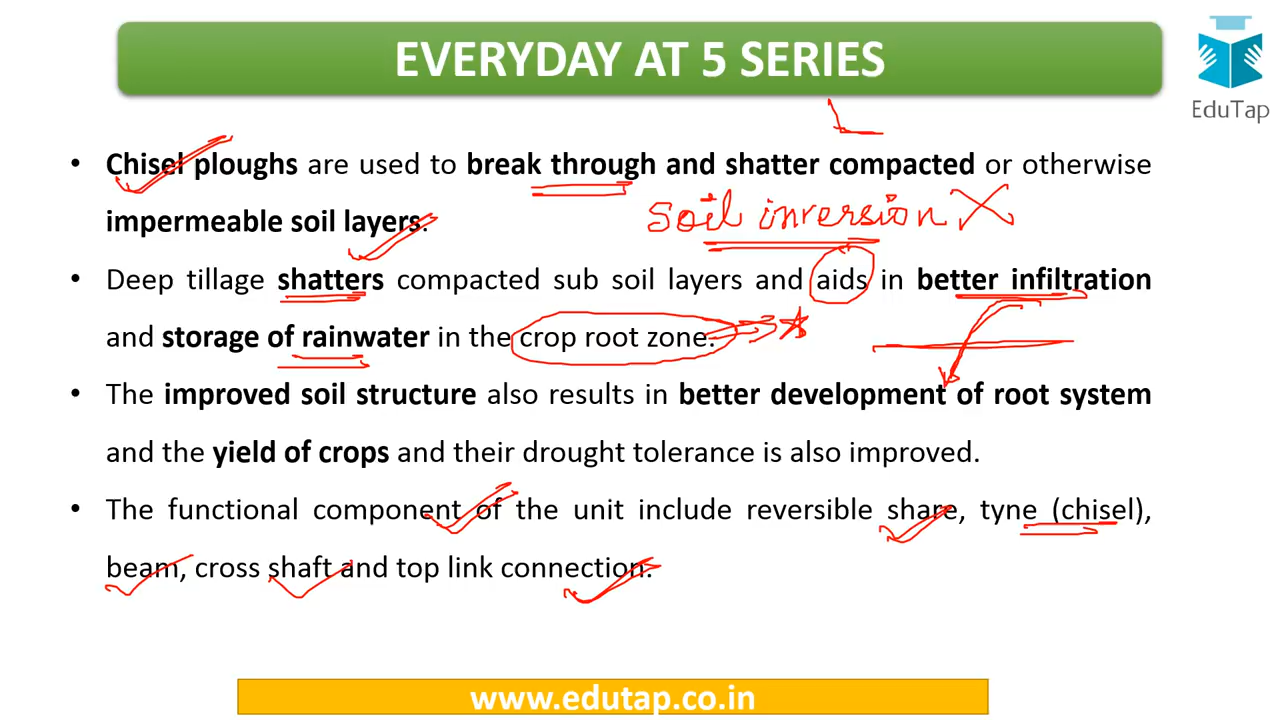 EVERYDAY AT 5 SERIES
EduTap
• Chisel ploughs are used to break through and shatter compacted or otherwise
impermeable soil layers.
soil inversion X
• Deep tillage shatters compacted sub soil layers and aids in better infiltration
and storage of rainwater in the crop root zone.
• The improved soil structure also results in better development of root system
and the yield of crops and their drought tolerance is also improved.
• The functional component of the unit include reversible share, tyne (chisel),
beam, cross shaft and top link connection.
www.edutap.co.in